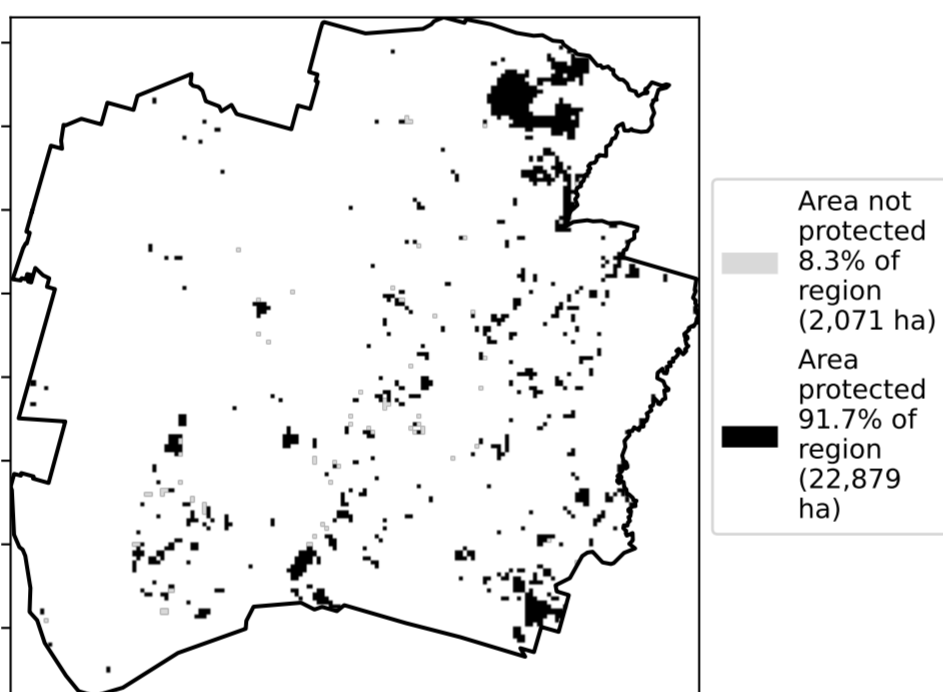 Area not
protected
8.3% of
region
(2,071 ha)
Area
protected
91.7% of
region
(22,879
ha)